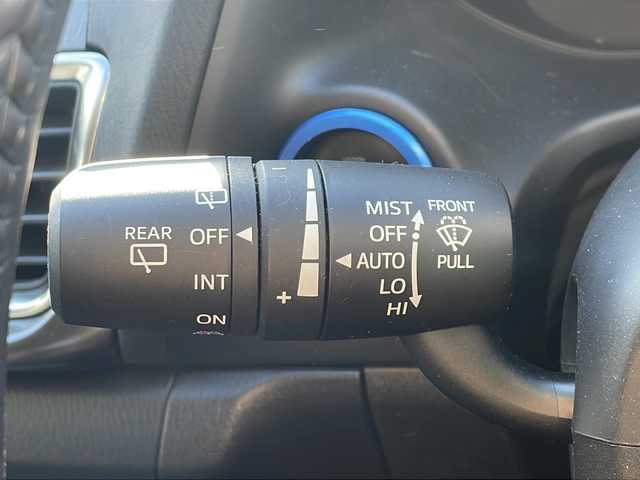 REAR
OFF
INT
ON
−
+
MIST
OFF
AUTO
LO
HI
FRONT
PULL